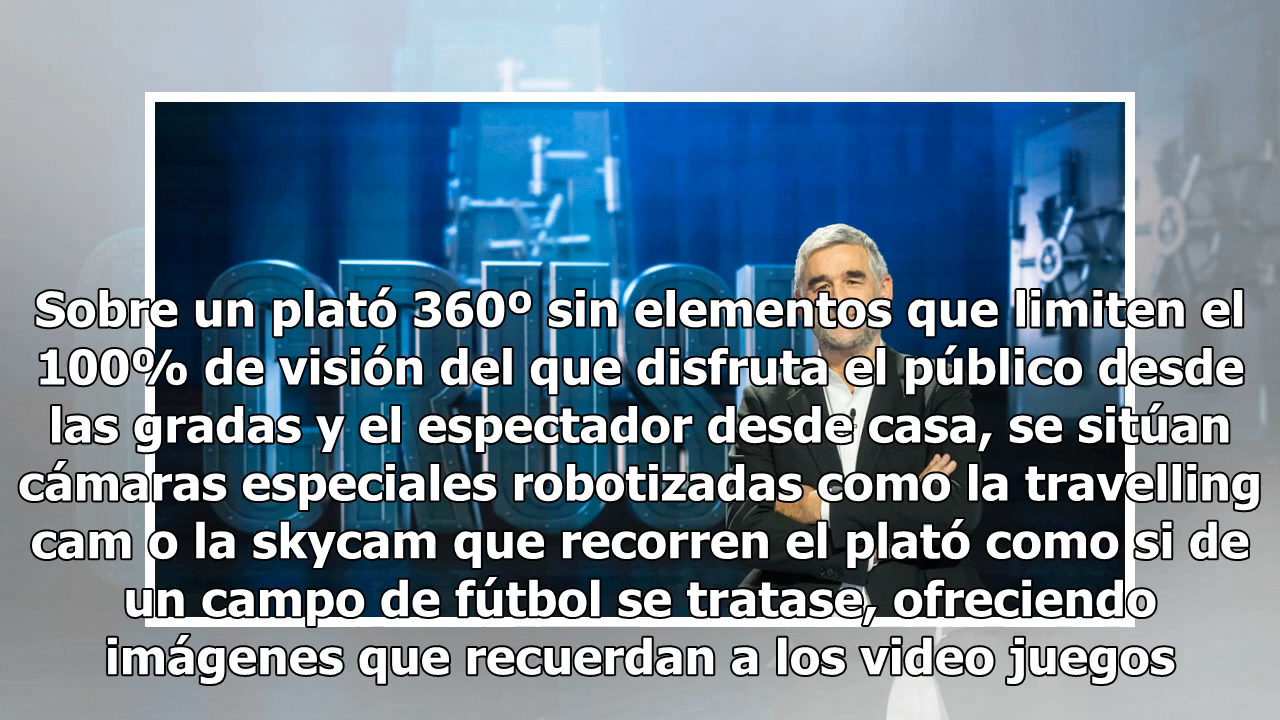 Sobre un plató 360º sin elementos que limiten el
100% de visión del que disfruta el público desde
las gradas y el espectador desde casa, se sitúan
cámaras especiales robotizadas como la travelling
cam o la skycam que recorren el plató como si de
un campo de fútbol se tratase, ofreciendo
imágenes que recuerdan a los video juegos